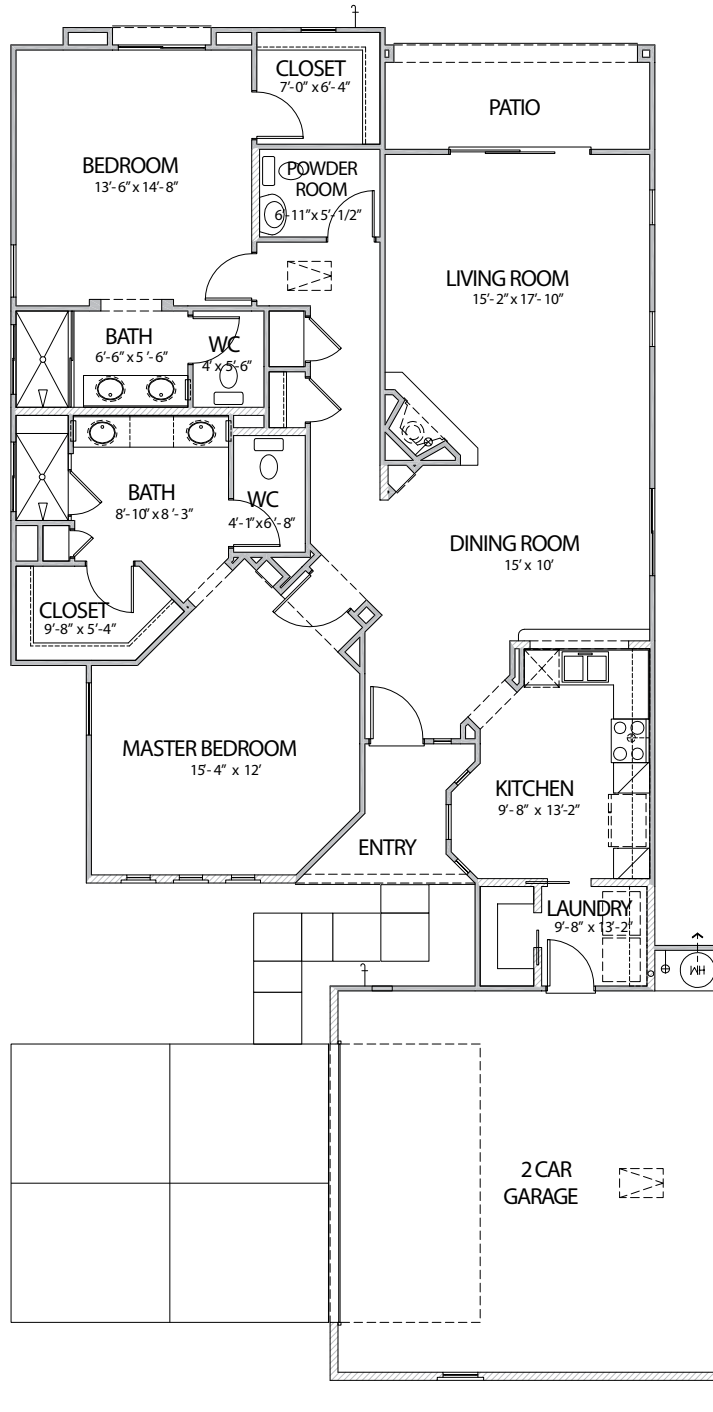 CLOSET
7'-0" x 6'-4"
PATIO
BEDROOM
13'-6" x 14'-8"
POWDER
ROOM
6'-11" x 5'-1/2"
LIVING ROOM
15'-2" x 17'-10"
BATH
6'-6" x 5'-6"
WC
4' x 5'-6"
BATH
8'-10" x 8'-3"
WC
4'-1" x 6'-8"
DINING ROOM
15' x 10'
CLOSET
9'-8" x 5'-4"
MASTER BEDROOM
15'-4" x 12'
KITCHEN
9'-8" x 13'-2"
ENTRY
LAUNDRY
9'-8" x 13'-2"
WH
2 CAR
GARAGE